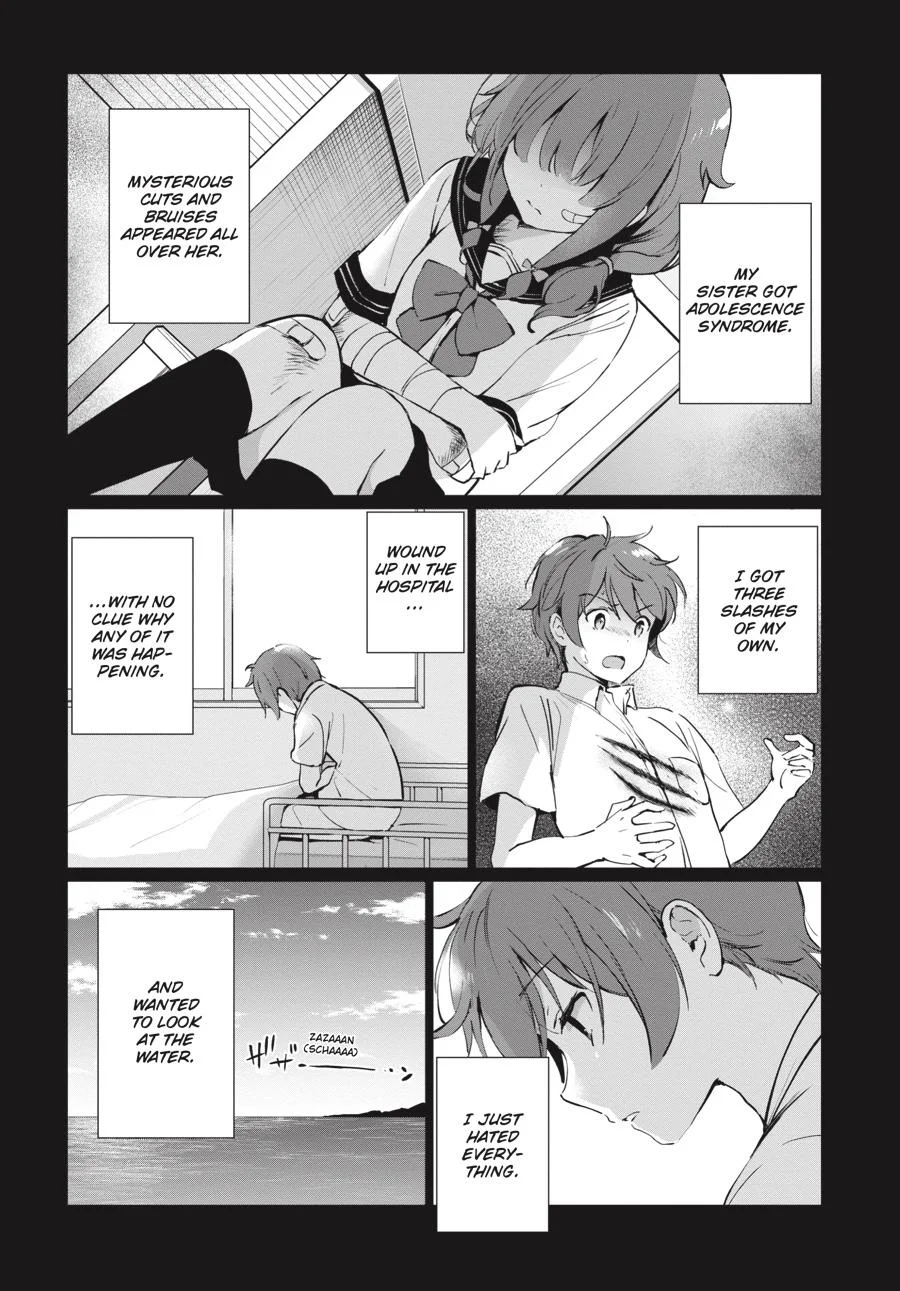 MY
SISTER GOT
ADOLESCENCE
SYNDROME.
MYSTERIOUS
CUTS AND
BRUISES
APPEARED ALL
OVER HER.
I GOT
THREE
SLASHES
OF MY
OWN.
WOUND
UP IN THE
HOSPITAL
...
...WITH NO
CLUE WHY
ANY OF IT
WAS HAP-
PENING.
I JUST
HATED
EVERY-
THING.
AND
WANTED
TO LOOK
AT THE
WATER.
ZAZAAAN
(SCHAAAA)
ザザ...ン